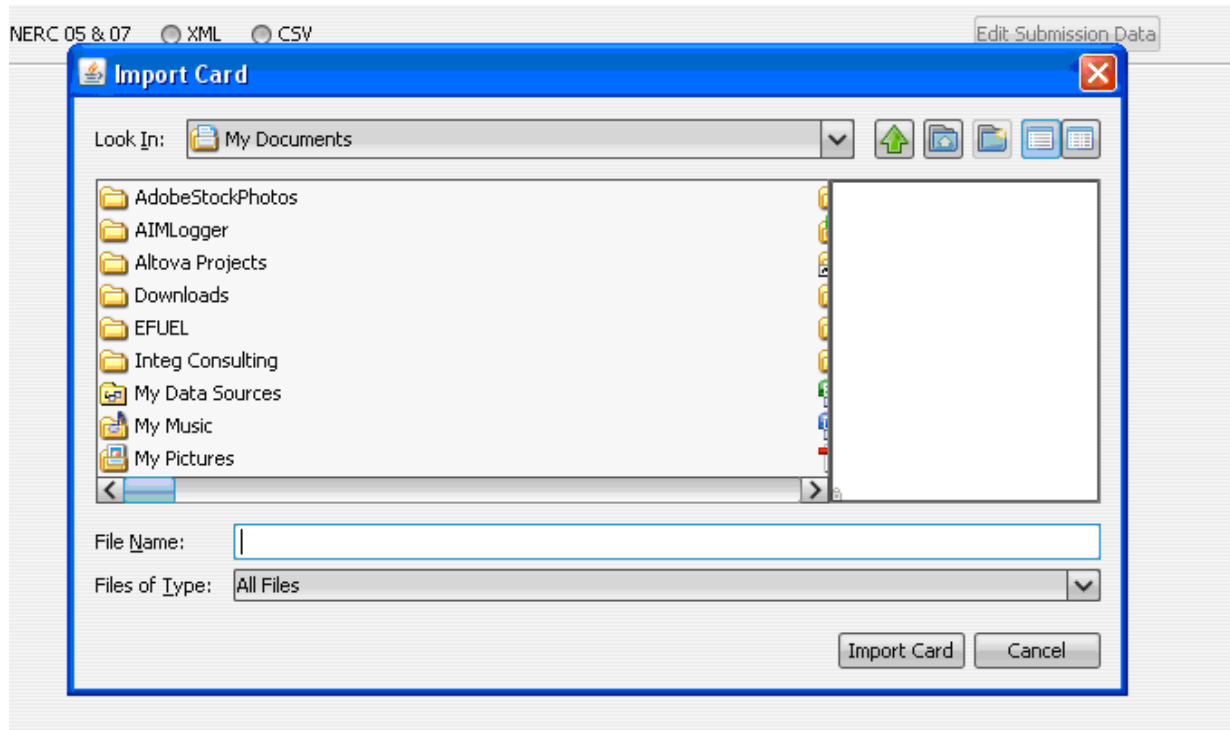 NERC 05 & 07 XML CSV Edit Submission Data
Import Card
Look In: My Documents
AdobeStockPhotos
AIMLogger
Altova Projects
Downloads
EFUEL
Integ Consulting
My Data Sources
My Music
My Pictures
File Name:
Files of Type: All Files
Import Card Cancel